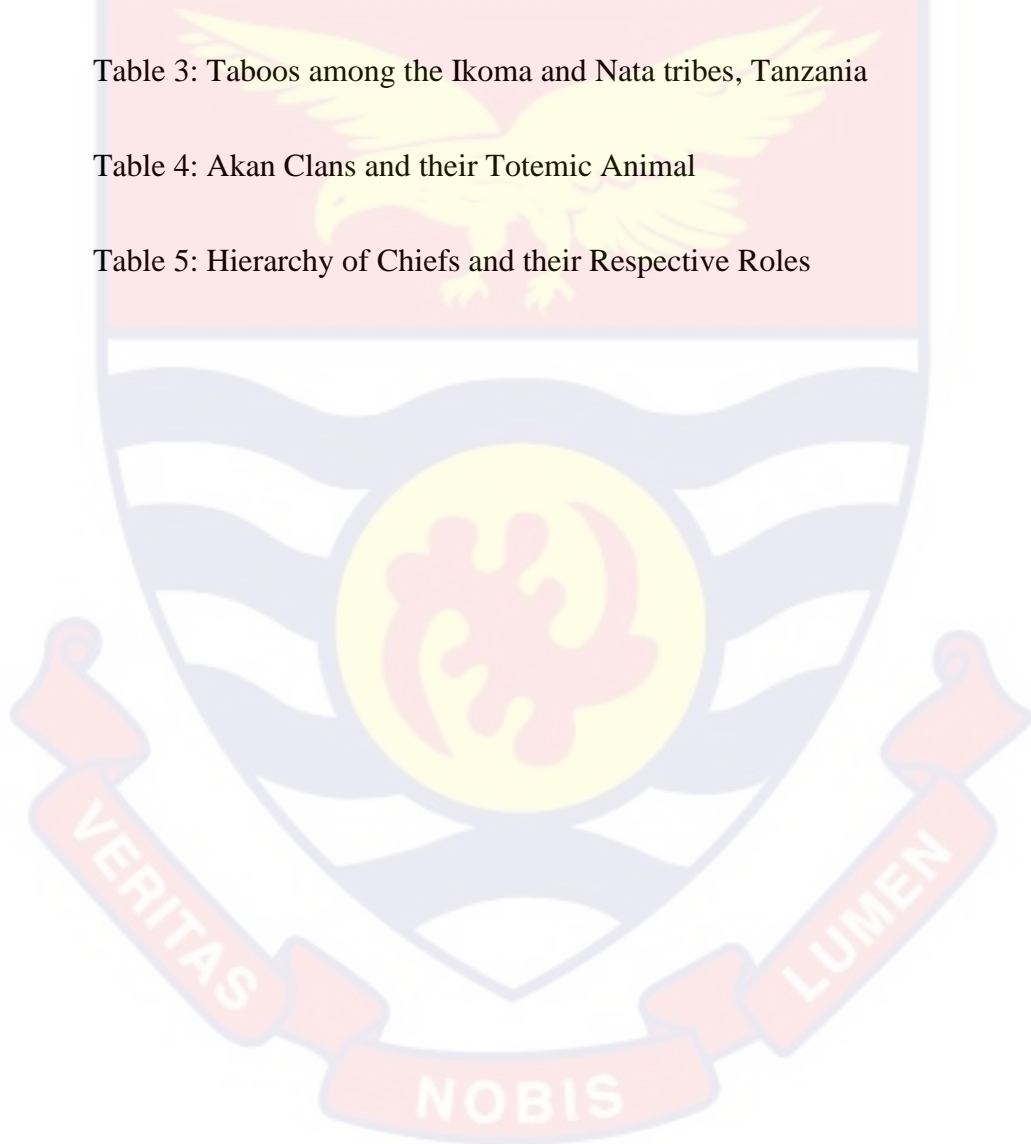 Table 3: Taboos among the Ikoma and Nata tribes, Tanzania
Table 4: Akan Clans and their Totemic Animal
Table 5: Hierarchy of Chiefs and their Respective Roles
VERITAS
NOBIS
LUMEN